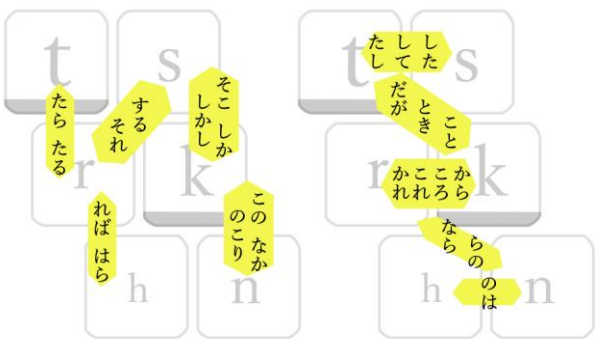 t
s
たら たる
する
それ
そこ しか
しかし
r
k
れば はら
この なか
のこり
h
n
t
s
した
して
たし
こと
とき
だが
r
k
から
ころ
これ
かれ
らの
なら
のは
h
n